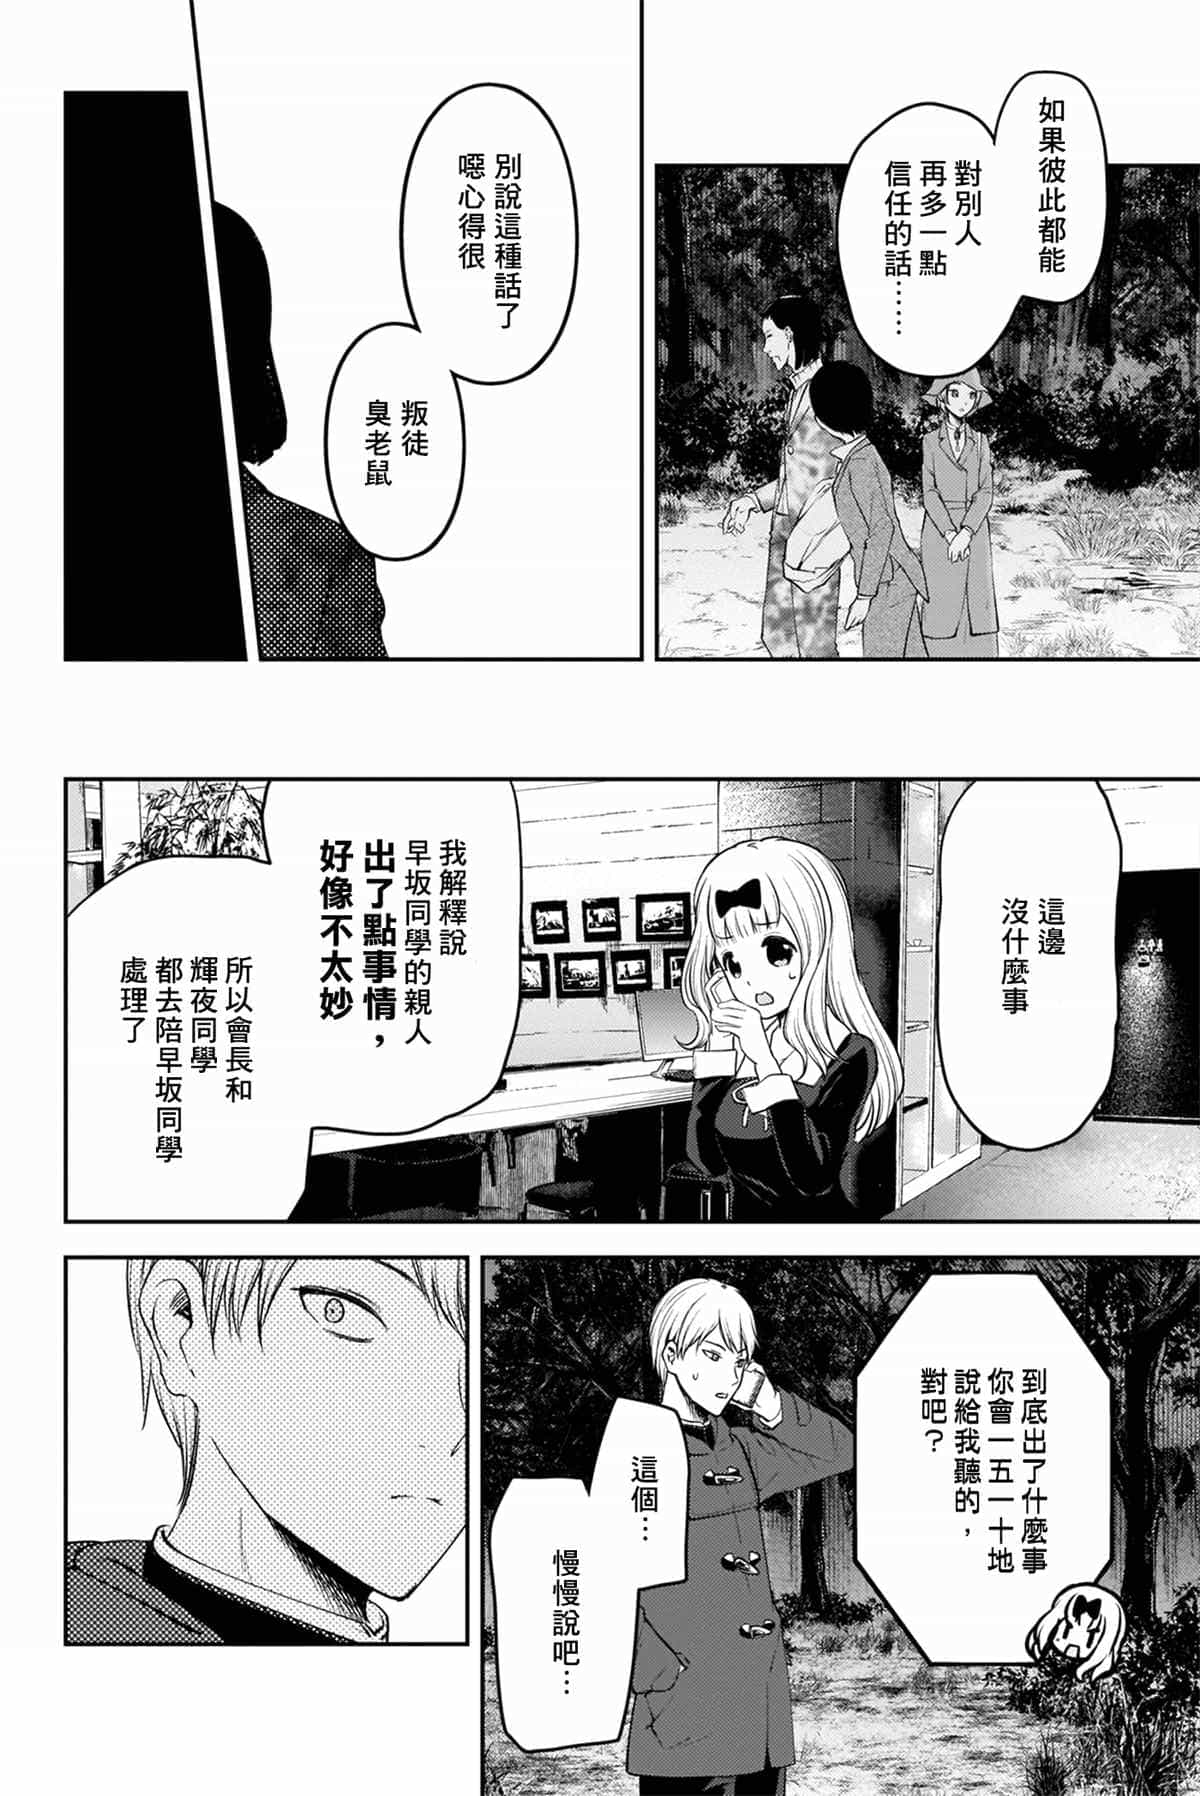 如果彼此都能
對別人
再多一點
信任的話……
別說這種話了
噁心得很
叛徒
臭老鼠
這邊
沒什麼事
我解釋說
早坂同學的親人
出了點事情，
好像不太妙
所以會長和
輝夜同學
都去陪早坂同學
處理了
到底出了什麼事
你會一五一十地
說給我聽的，
對吧？
這個…
慢慢說吧…